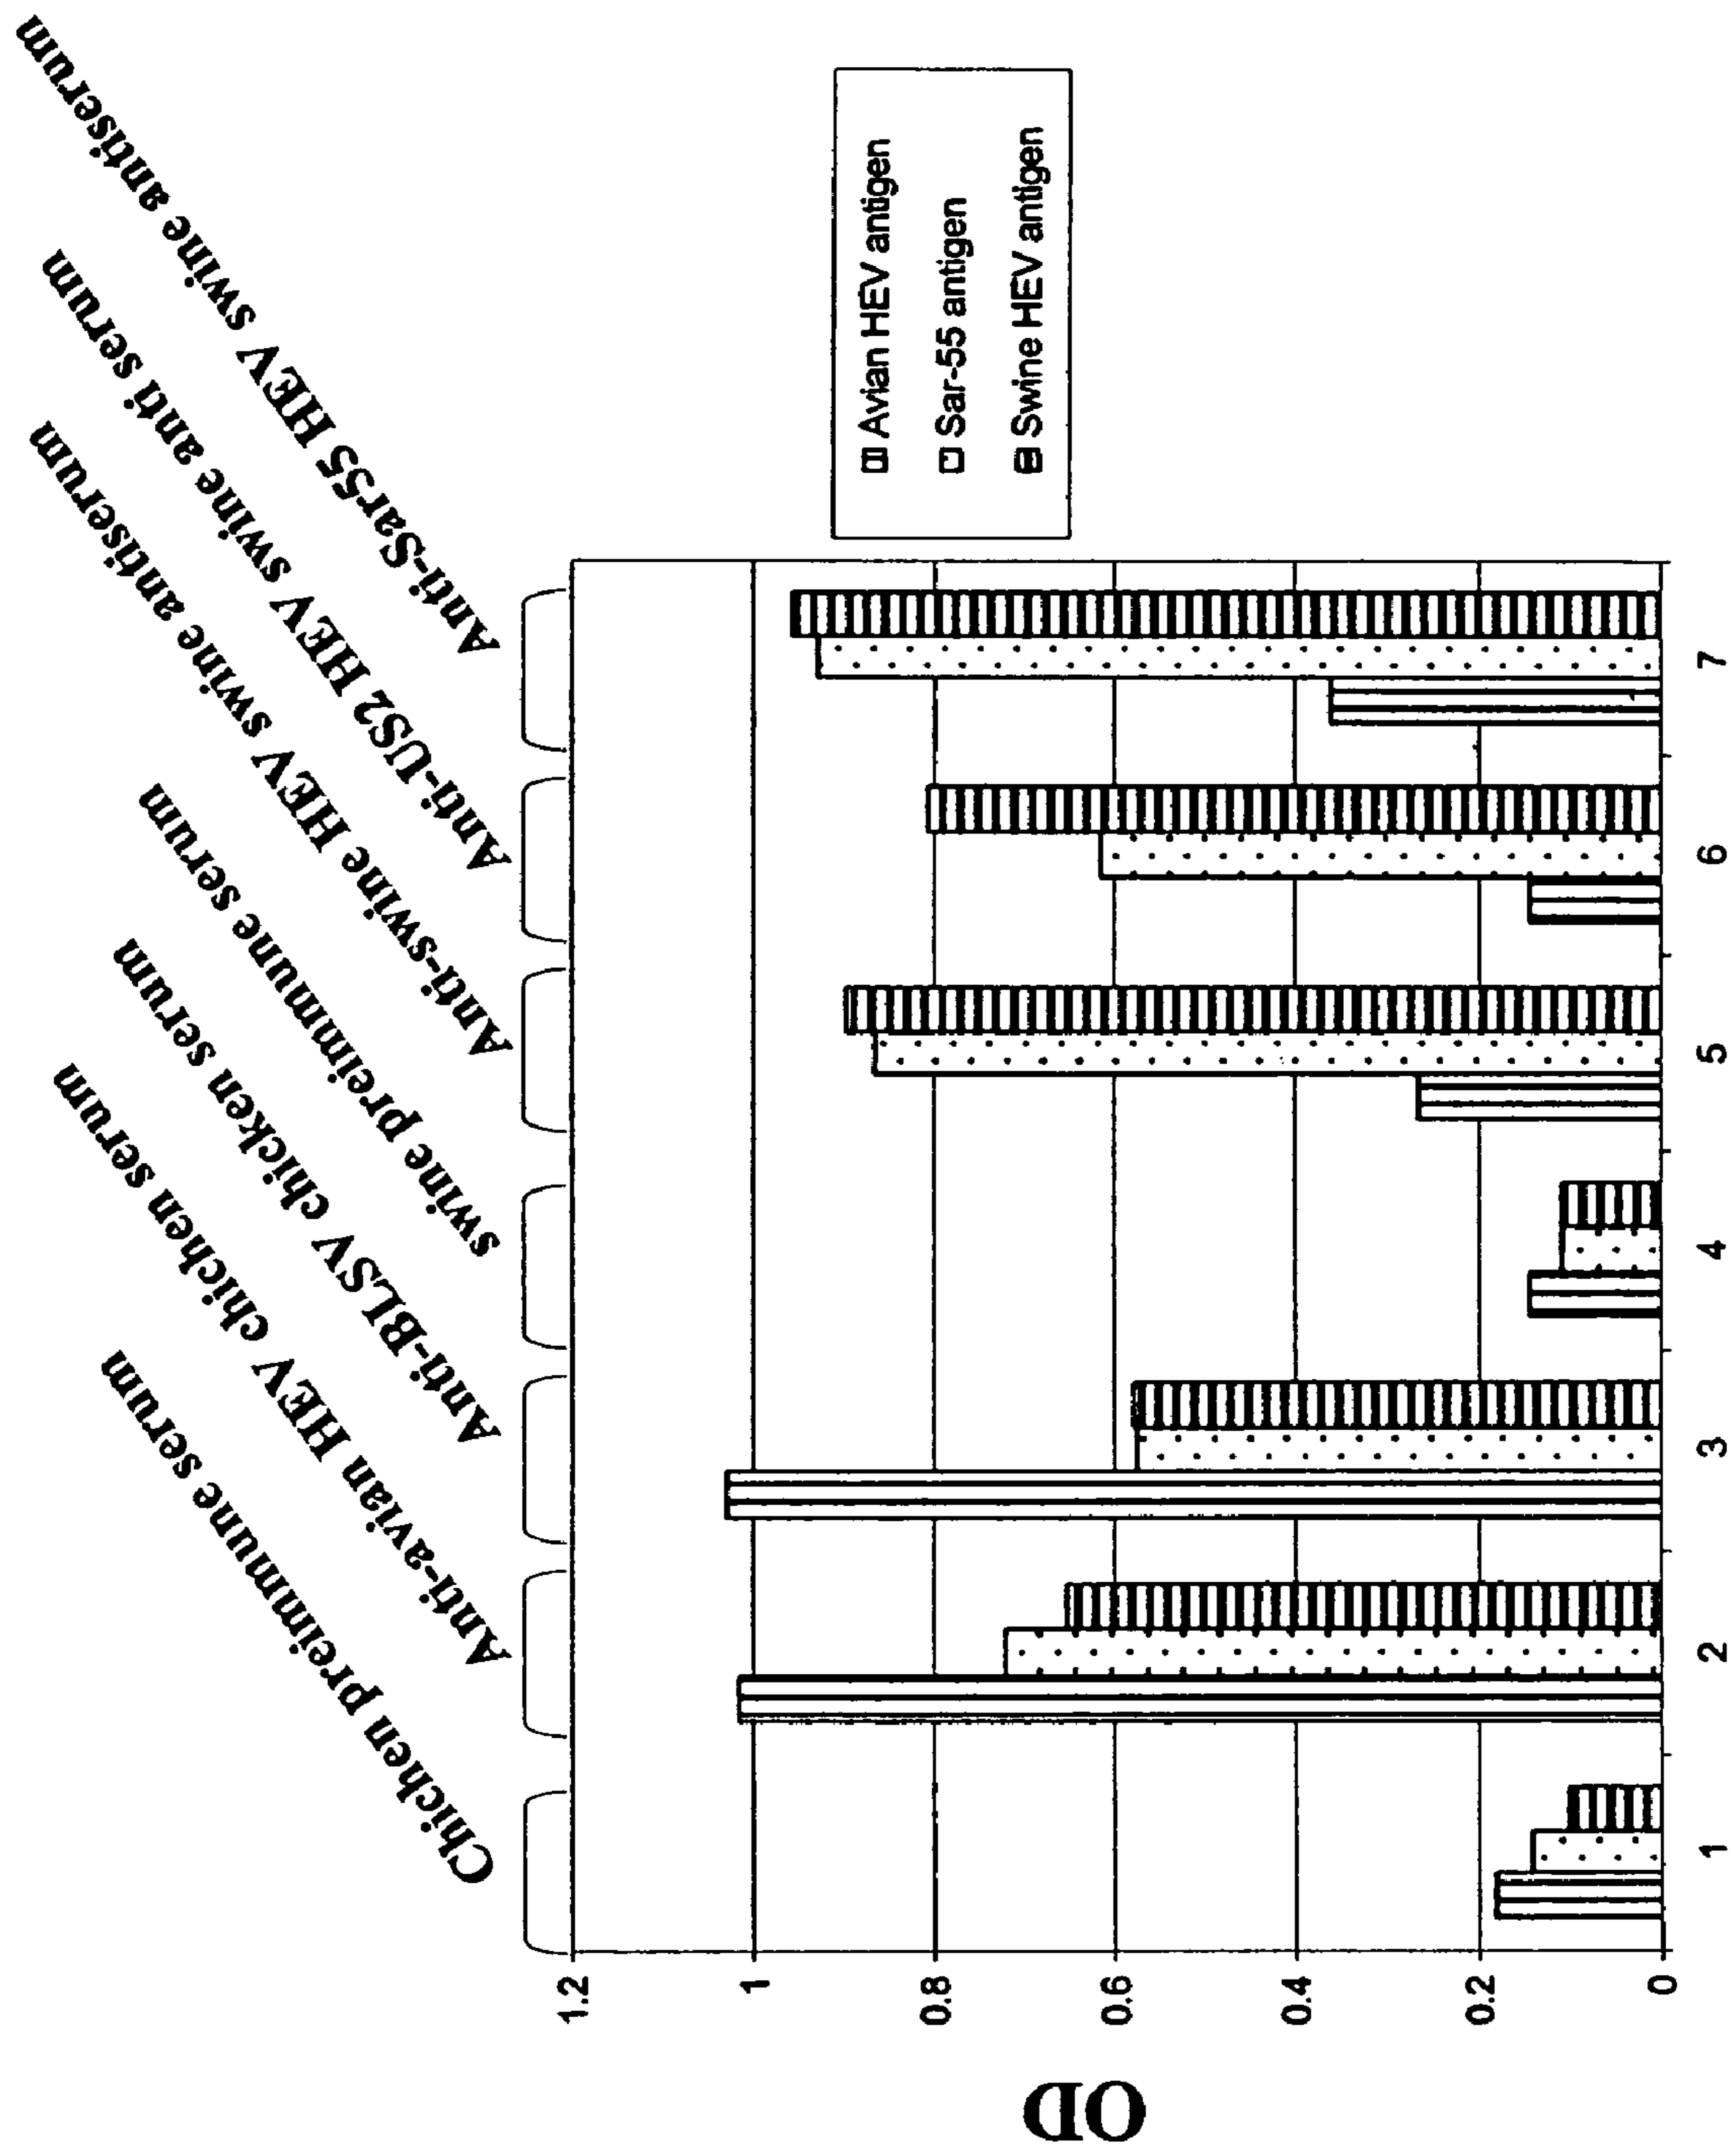 Chichen preimmune serum
Anti-avian HEV chichen serum
Anti-BLSV chicken serum
swine preimmune serum
Anti-swine HEV swine antiserum
Anti-US2 HEV swine anti serum
Anti-Sar55 HEV swine antiserum
OD
1.2
1
0.8
0.6
0.4
0.2
0
1 2 3 4 5 6 7
Avian HEV antigen
Sar-55 antigen
Swine HEV antigen